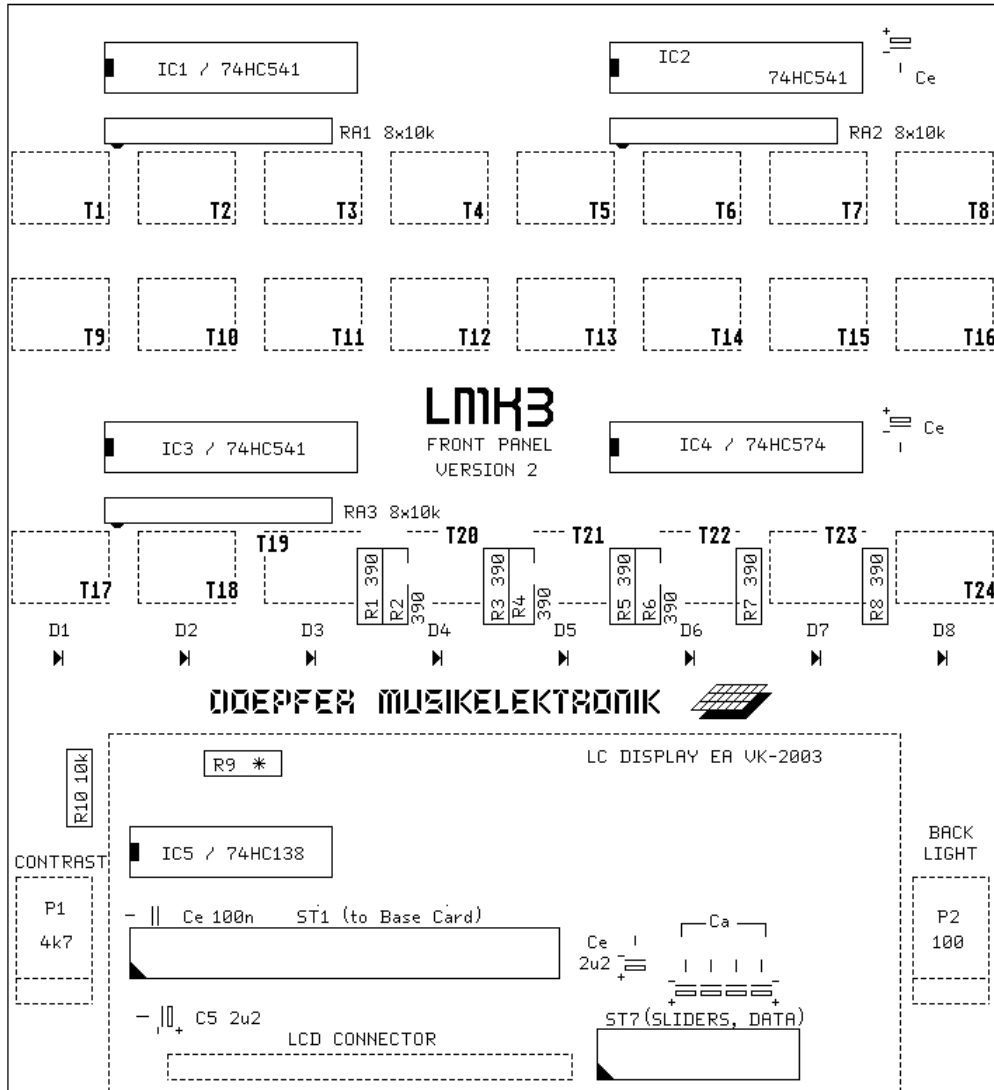 IC1 / 74HC541
IC2
74HC541
+
-
Ce
RA1 8x10k
RA2 8x10k
T1 T2 T3 T4 T5 T6 T7 T8
T9 T10 T11 T12 T13 T14 T15 T16
LMK3
FRONT PANEL
VERSION 2
IC3 / 74HC541
IC4 / 74HC574
+
-
Ce
RA3 8x10k
T17 T18 T19 T20 T21 T22 T23 T24
R1 390
R2 390
R3 390
R4 390
R5 390
R6 390
R7 390
R8 390
D1 D2 D3 D4 D5 D6 D7 D8
DOEPFER MUSIKELEKTRONIK
R10 10k
R9 *
LC DISPLAY EA VK-2003
IC5 / 74HC138
CONTRAST
P1
4k7
BACK
LIGHT
P2
100
- Ce 100n
ST1 (to Base Card)
Ce
2u2
-
+
Ca
- -
+ +
- + C5 2u2
LCD CONNECTOR
ST7(SLIDERS, DATA)